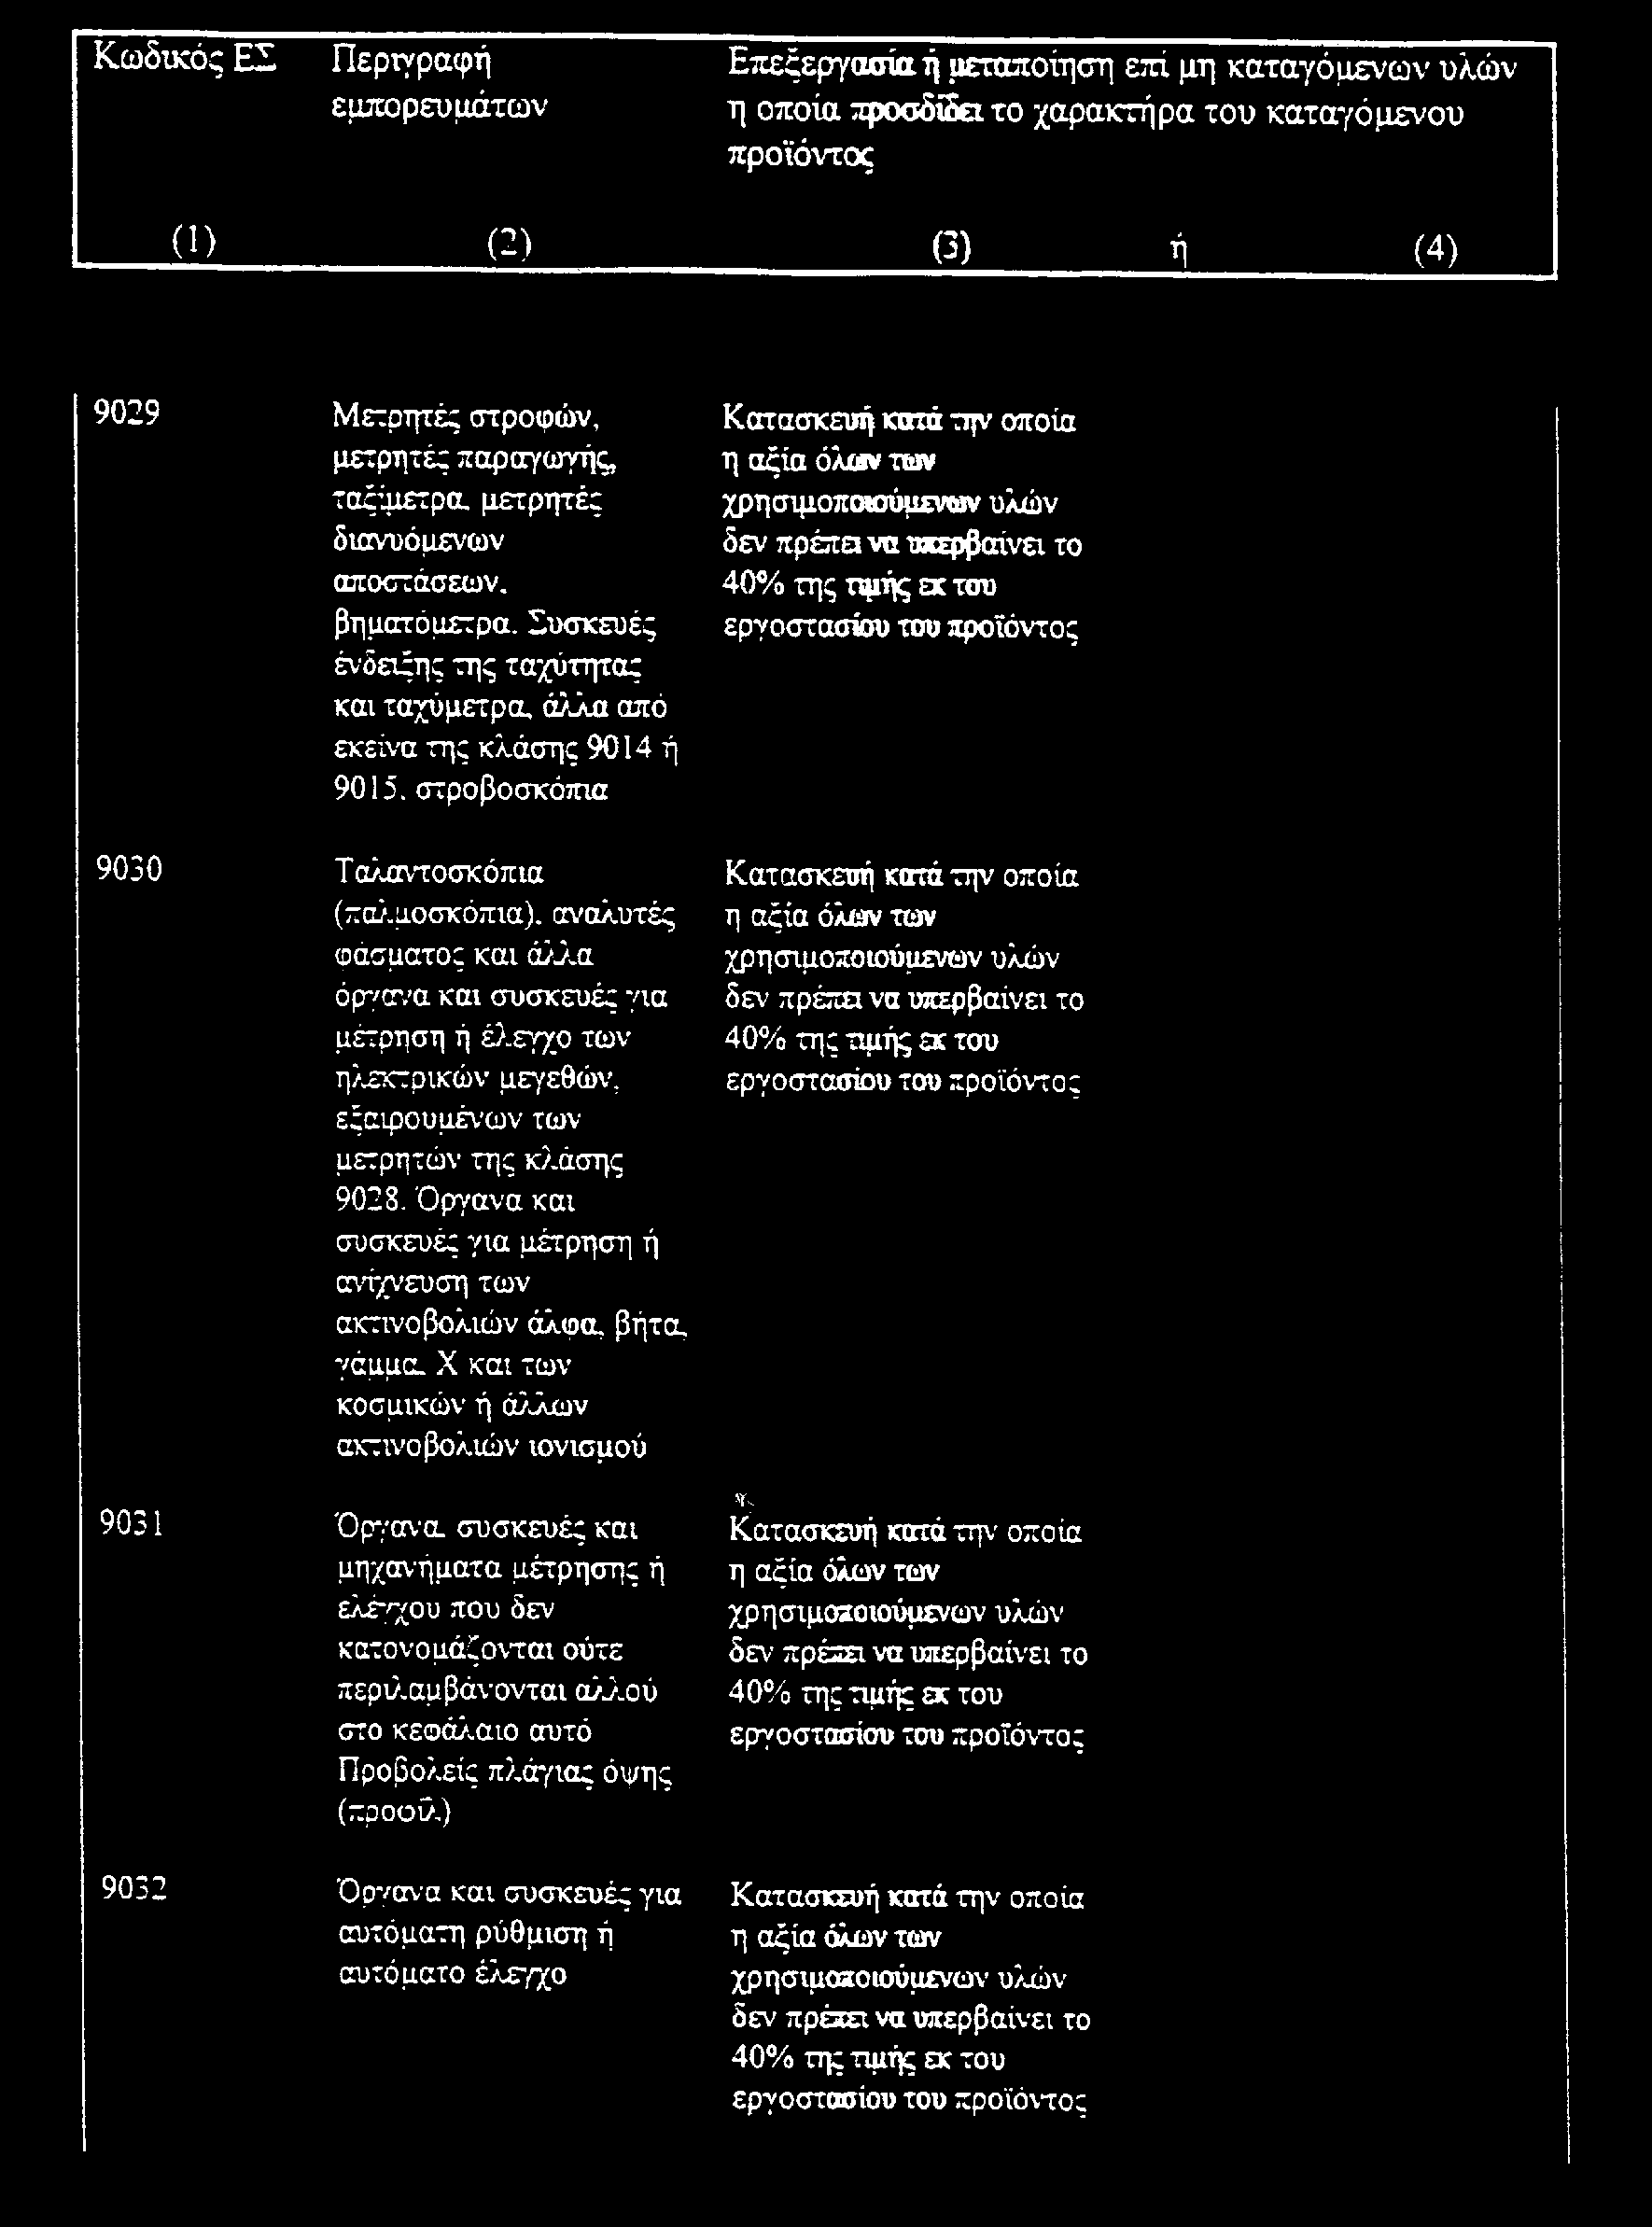 Κωδικός ΕΣ Περιγραφή Επεξεργασία ή μεταποίηση επί μη καταγόμενων υλών
εμπορευμάτων η οποία προσδίδει το χαρακτήρα του καταγόμενου
προϊόντος
(1) (2) (3) ή (4)
9029 Μετρητές στροφών, Κατασκευή κατά την οποία
μετρητές παραγωγής, η αξία όλων των
ταξίμετρα, μετρητές χρησιμοποιούμενων υλών
διανυόμενων δεν πρέπει να υπερβαίνει το
αποστάσεων, 40% της τιμής εκ του
βηματόμετρα. Συσκευές εργοστασίου του προϊόντος
ένδειξης της ταχύτητας
και ταχύμετρα, άλλα από
εκείνα της κλάσης 9014 ή
9015. στροβοσκόπια
9030 Ταλαντοσκόπια Κατασκευή κατά την οποία
(παλμοσκόπια). αναλυτές η αξία όλων των
φάσματος και άλλα χρησιμοποιούμενων υλών
όργανα και συσκευές για δεν πρέπει να υπερβαίνει το
μέτρηση ή έλεγχο των 40% της τιμής εκ του
ηλεκτρικών μεγεθών, εργοστασίου του προϊόντος
εξαιρουμένων των
μετρητών της κλάσης
9028. Όργανα και
συσκευές για μέτρηση ή
ανίχνευση των
ακτινοβολιών άλφα, βήτα,
γάμμα, Χ και των
κοσμικών ή άλλων
ακτινοβολιών ιονισμού
9031 Όργανα, συσκευές και Κατασκευή κατά την οποία
μηχανήματα μέτρησης ή η αξία όλων των
ελέγχου που δεν χρησιμοποιούμενων υλών
κατονομάζονται ούτε δεν πρέπει να υπερβαίνει το
περιλαμβάνονται αλλού 40% της τιμής εκ του
στο κεφάλαιο αυτό εργοστασίου του προϊόντος
Προβολείς πλάγιας όψης
(προφίλ)
9032 Όργανα και συσκευές για Κατασκευή κατά την οποία
αυτόματη ρύθμιση ή η αξία όλων των
αυτόματο έλεγχο χρησιμοποιούμενων υλών
δεν πρέπει να υπερβαίνει το
40% της τιμής εκ του
εργοστασίου του προϊόντος